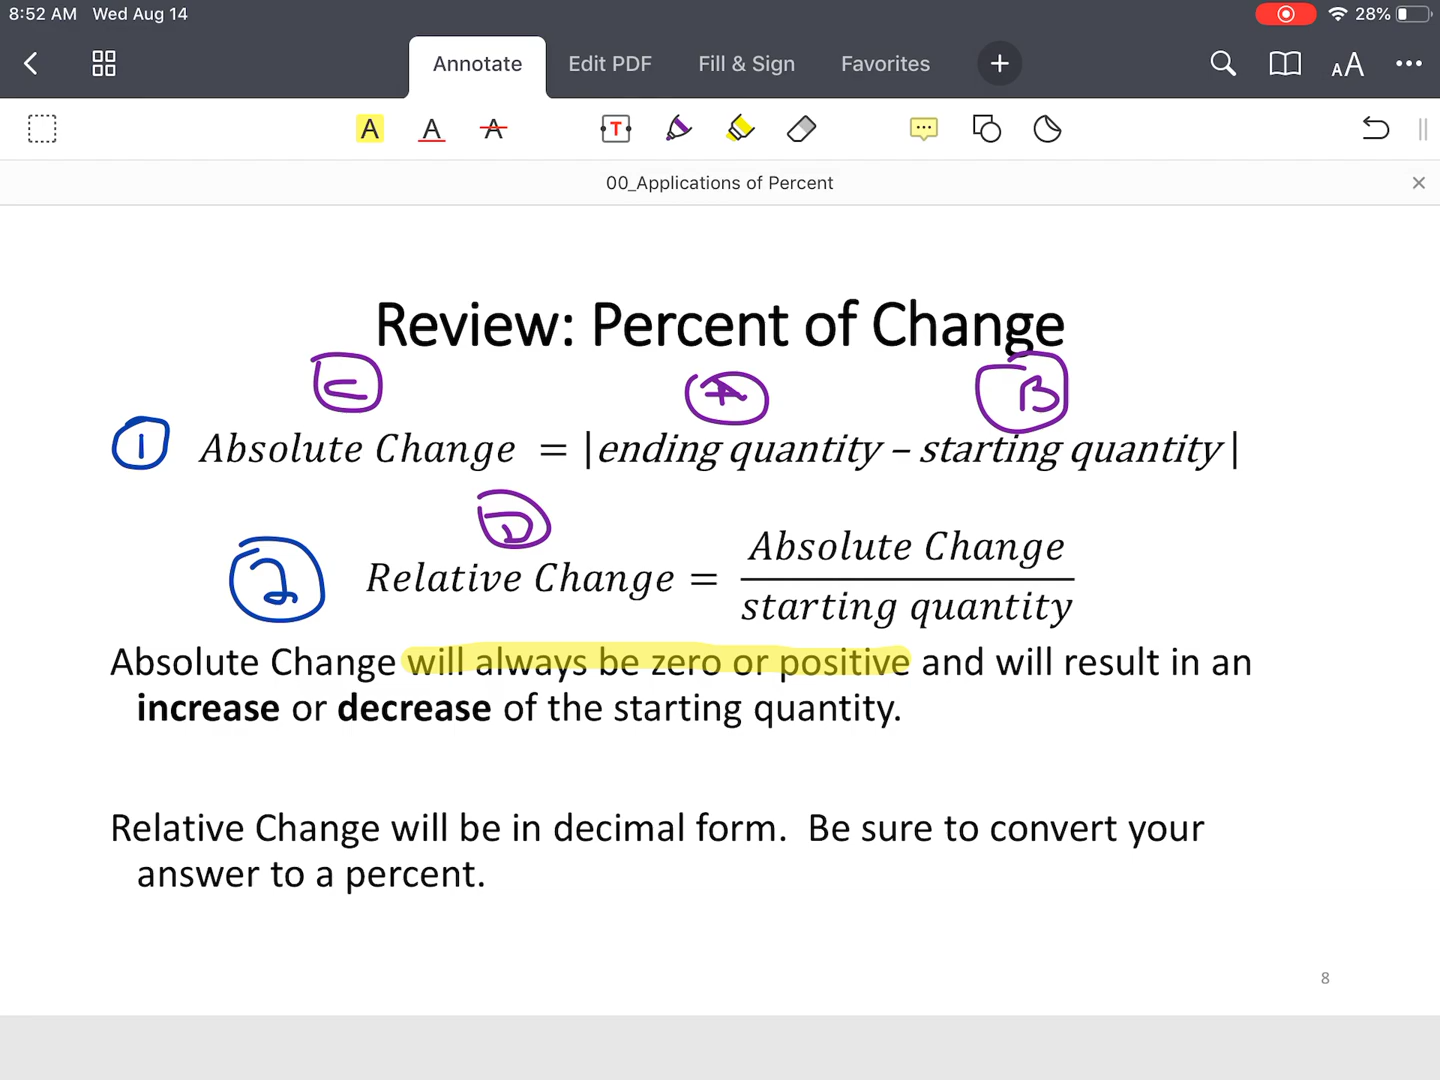 8:52 AM Wed Aug 14 28%
Annotate Edit PDF Fill & Sign Favorites + AA
A A A T
00_Applications of Percent
Review: Percent of Change
C A B
1 Absolute Change = |ending quantity – starting quantity|
D
2 Relative Change = Absolute Change
starting quantity
Absolute Change will always be zero or positive and will result in an
increase or decrease of the starting quantity.
Relative Change will be in decimal form. Be sure to convert your
answer to a percent.
8